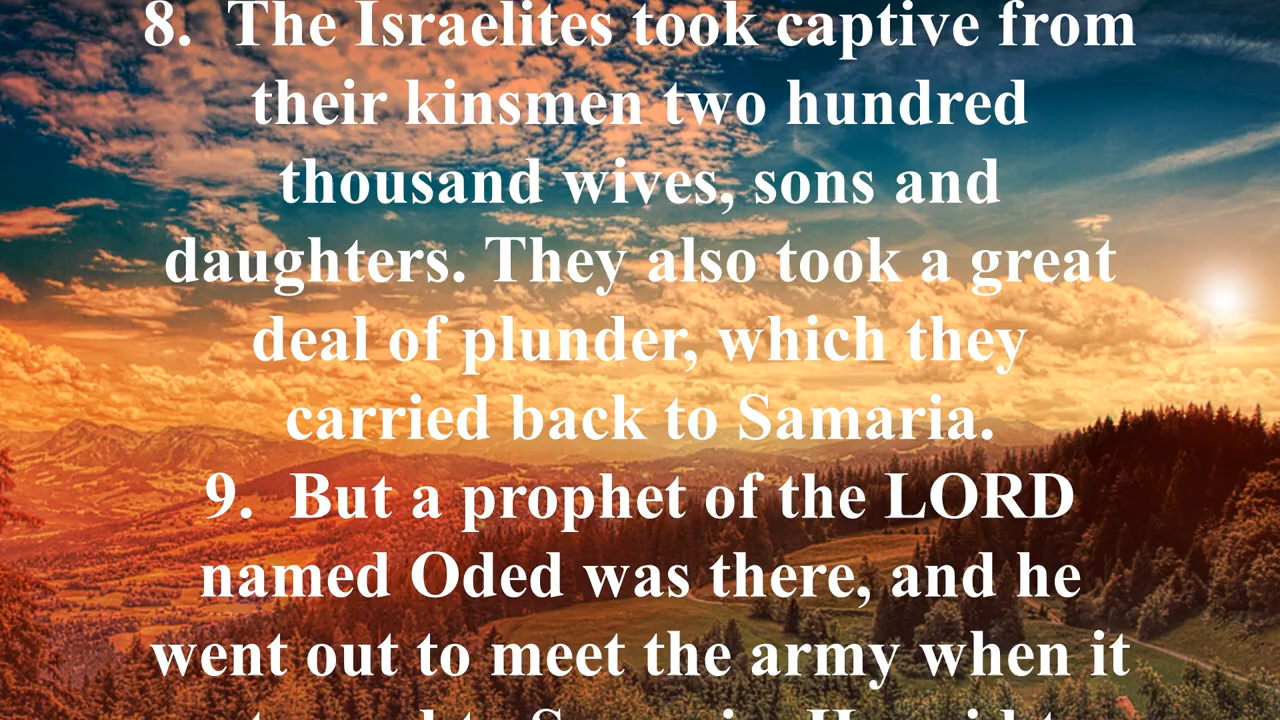 8.  The Israelites took captive from
their kinsmen two hundred
thousand wives, sons and
daughters. They also took a great
deal of plunder, which they
carried back to Samaria.
9.  But a prophet of the LORD
named Oded was there, and he
went out to meet the army when it